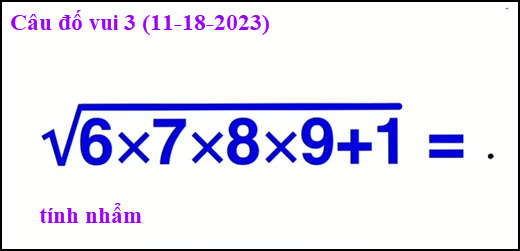 Câu đố vui 3 (11-18-2023)
√6×7×8×9+1 = .
tính nhẩm